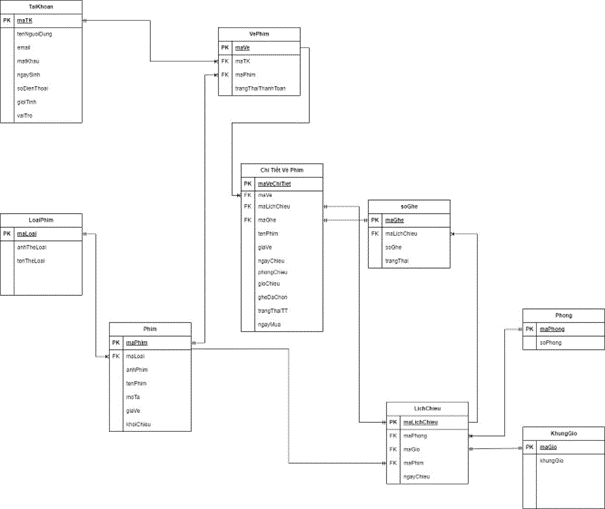 TaiKhoan
PK maTK
tenNguoiDung
email
matKhau
ngaySinh
soDienThoai
gioiTinh
vaiTro
VePhim
PK maVe
FK maTK
FK maPhim
trangThaiThanhToan
Chi Tiết Vé Phim
PK maVeChiTiet
FK maVe
FK maLichChieu
FK maGhe
tenPhim
giaVe
ngayChieu
phongChieu
gioChieu
gheDaChon
trangThaiTT
ngayMua
soGhe
PK maGhe
FK maLichChieu
soGhe
trangThai
LoaiPhim
PK maLoai
anhTheLoai
tenTheLoai
Phim
PK maPhim
FK maLoai
anhPhim
tenPhim
moTa
giaVe
khoiChieu
Phong
PK maPhong
soPhong
LichChieu
PK maLichChieu
FK maPhong
FK maGio
FK maPhim
ngayChieu
KhungGio
PK maGio
khungGio